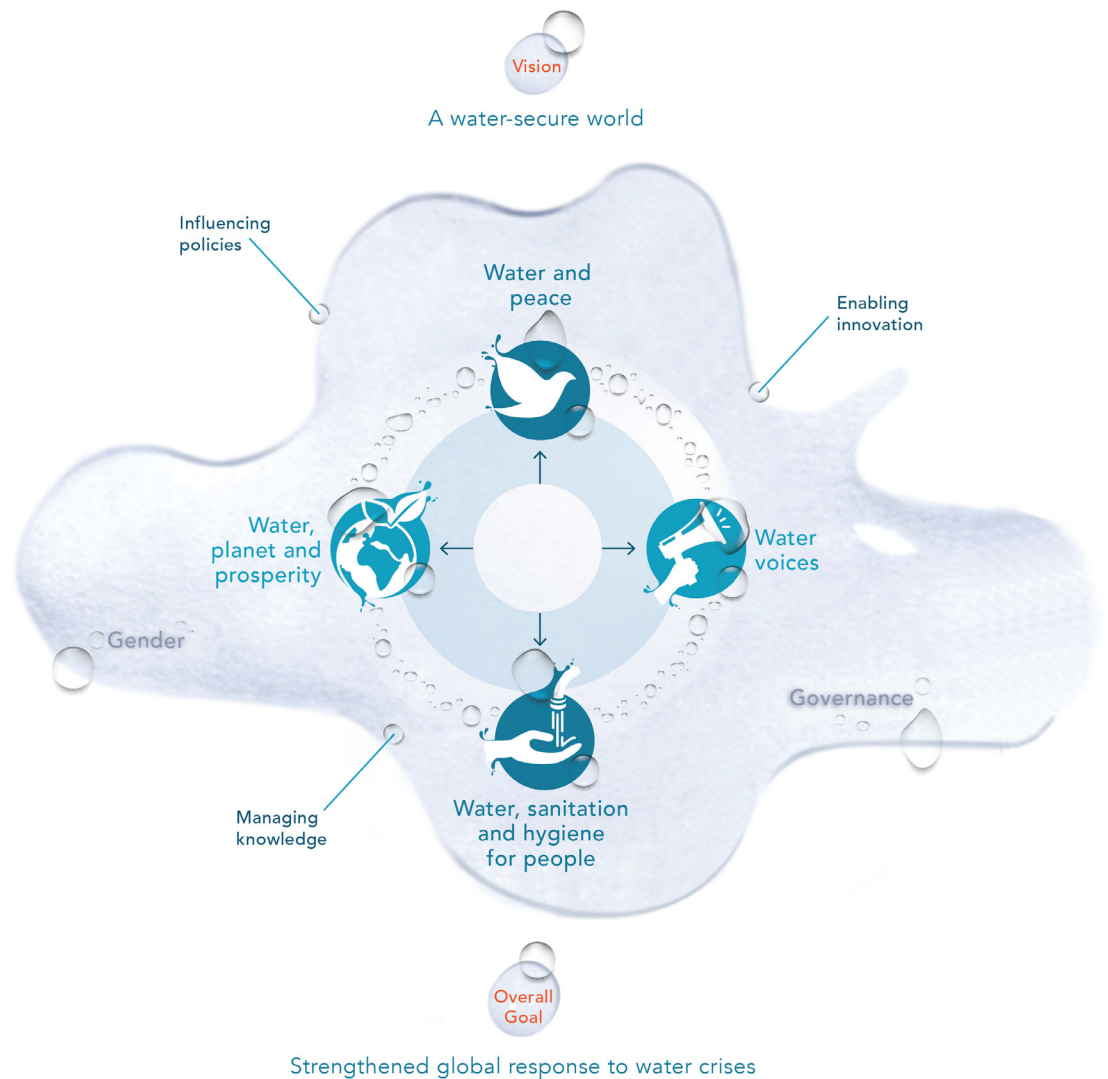 Vision
A water-secure world
Influencing
policies
Water and
peace
Enabling
innovation
Water,
planet and
prosperity
Water
voices
Gender
Governance
Managing
knowledge
Water, sanitation
and hygiene
for people
Overall
Goal
Strengthened global response to water crises